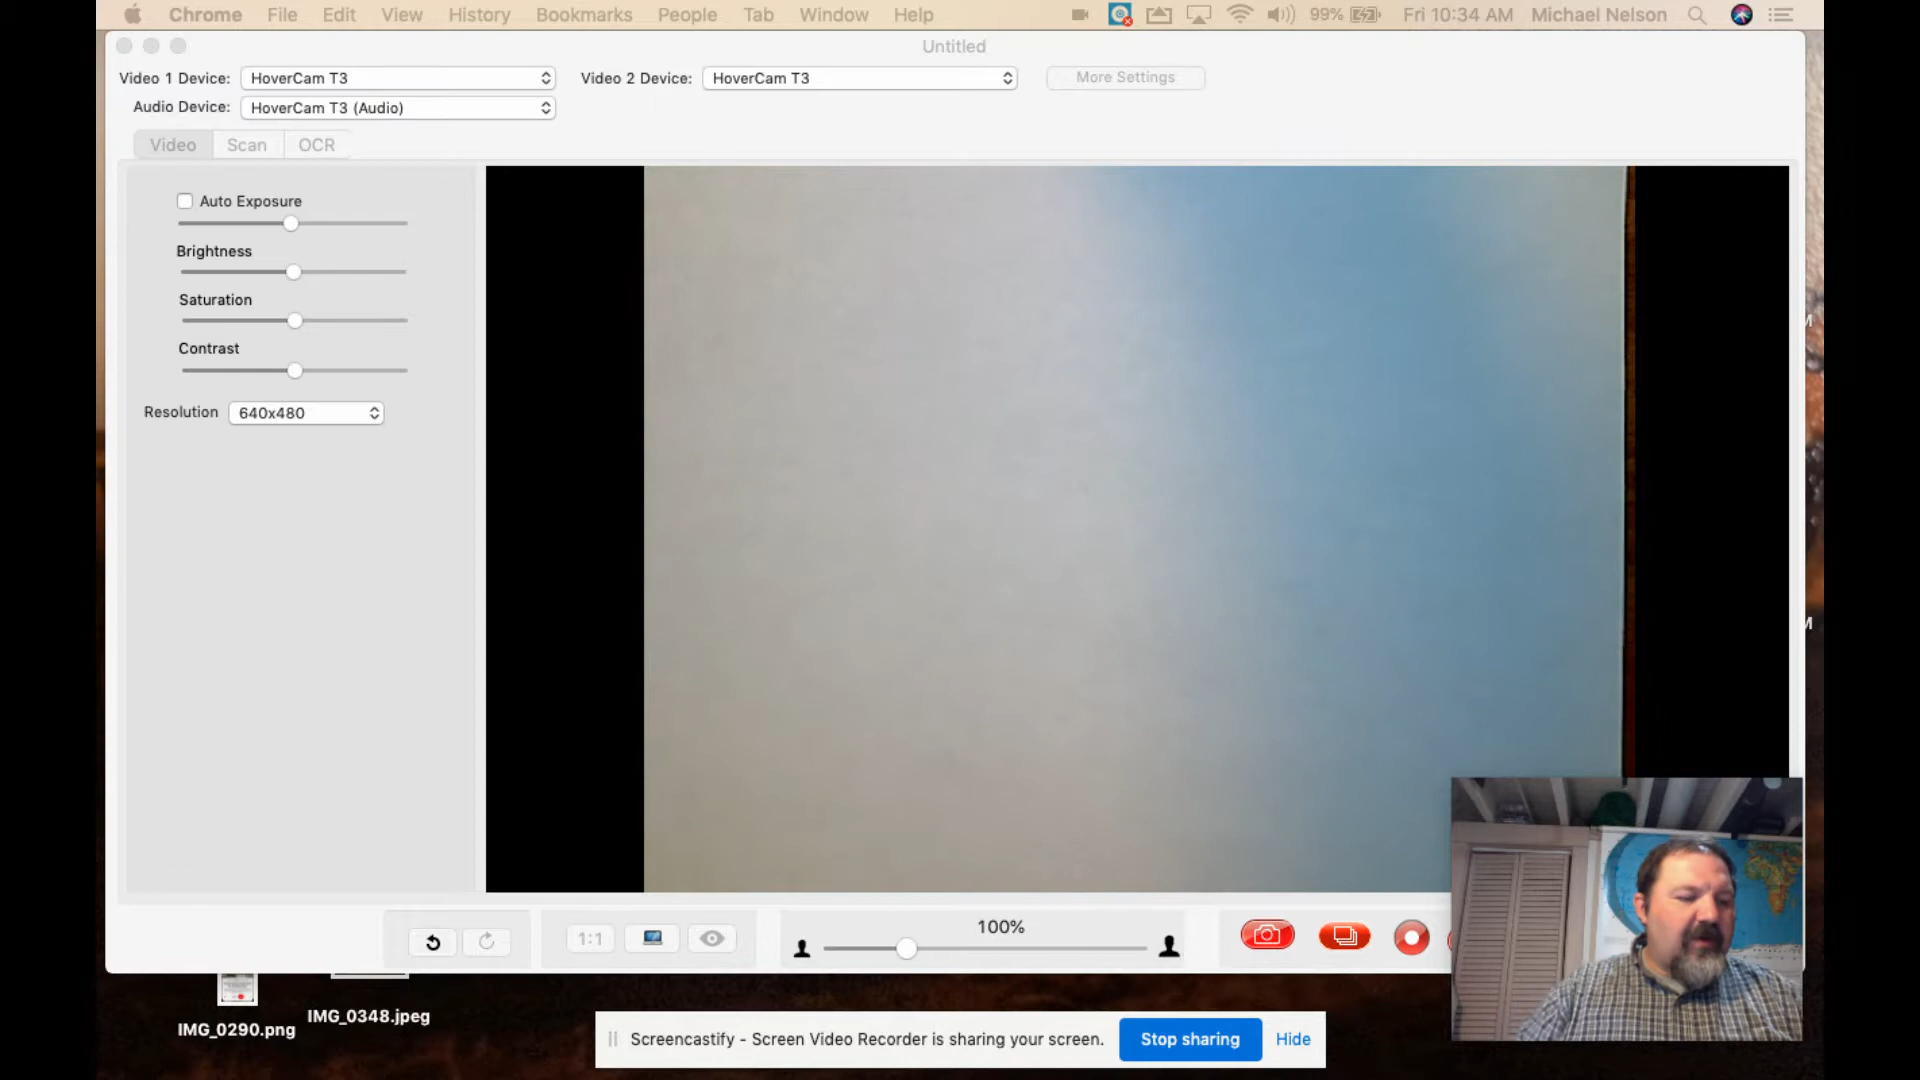 Chrome File Edit View History Bookmarks People Tab Window Help 99% Fri 10:34 AM Michael Nelson
Untitled
Video 1 Device: HoverCam T3 Video 2 Device: HoverCam T3 More Settings
Audio Device: HoverCam T3 (Audio)
Video Scan OCR
Auto Exposure
Brightness
Saturation
Contrast
Resolution 640x480
M
M
1:1 100%
IMG_0290.png IMG_0348.jpeg
Screencastify - Screen Video Recorder is sharing your screen. Stop sharing Hide